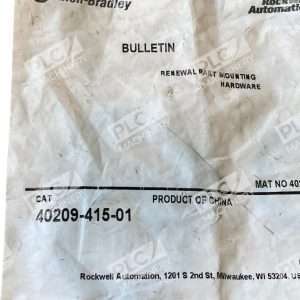 Allen-Bradley
Rockwell
Automation
BULLETIN
RENEWAL PART MOUNTING
HARDWARE
MAT NO 40
CAT
PRODUCT OF CHINA
40209-415-01
Rockwell Automation, 1201 S 2nd St, Milwaukee, WI 53204, U